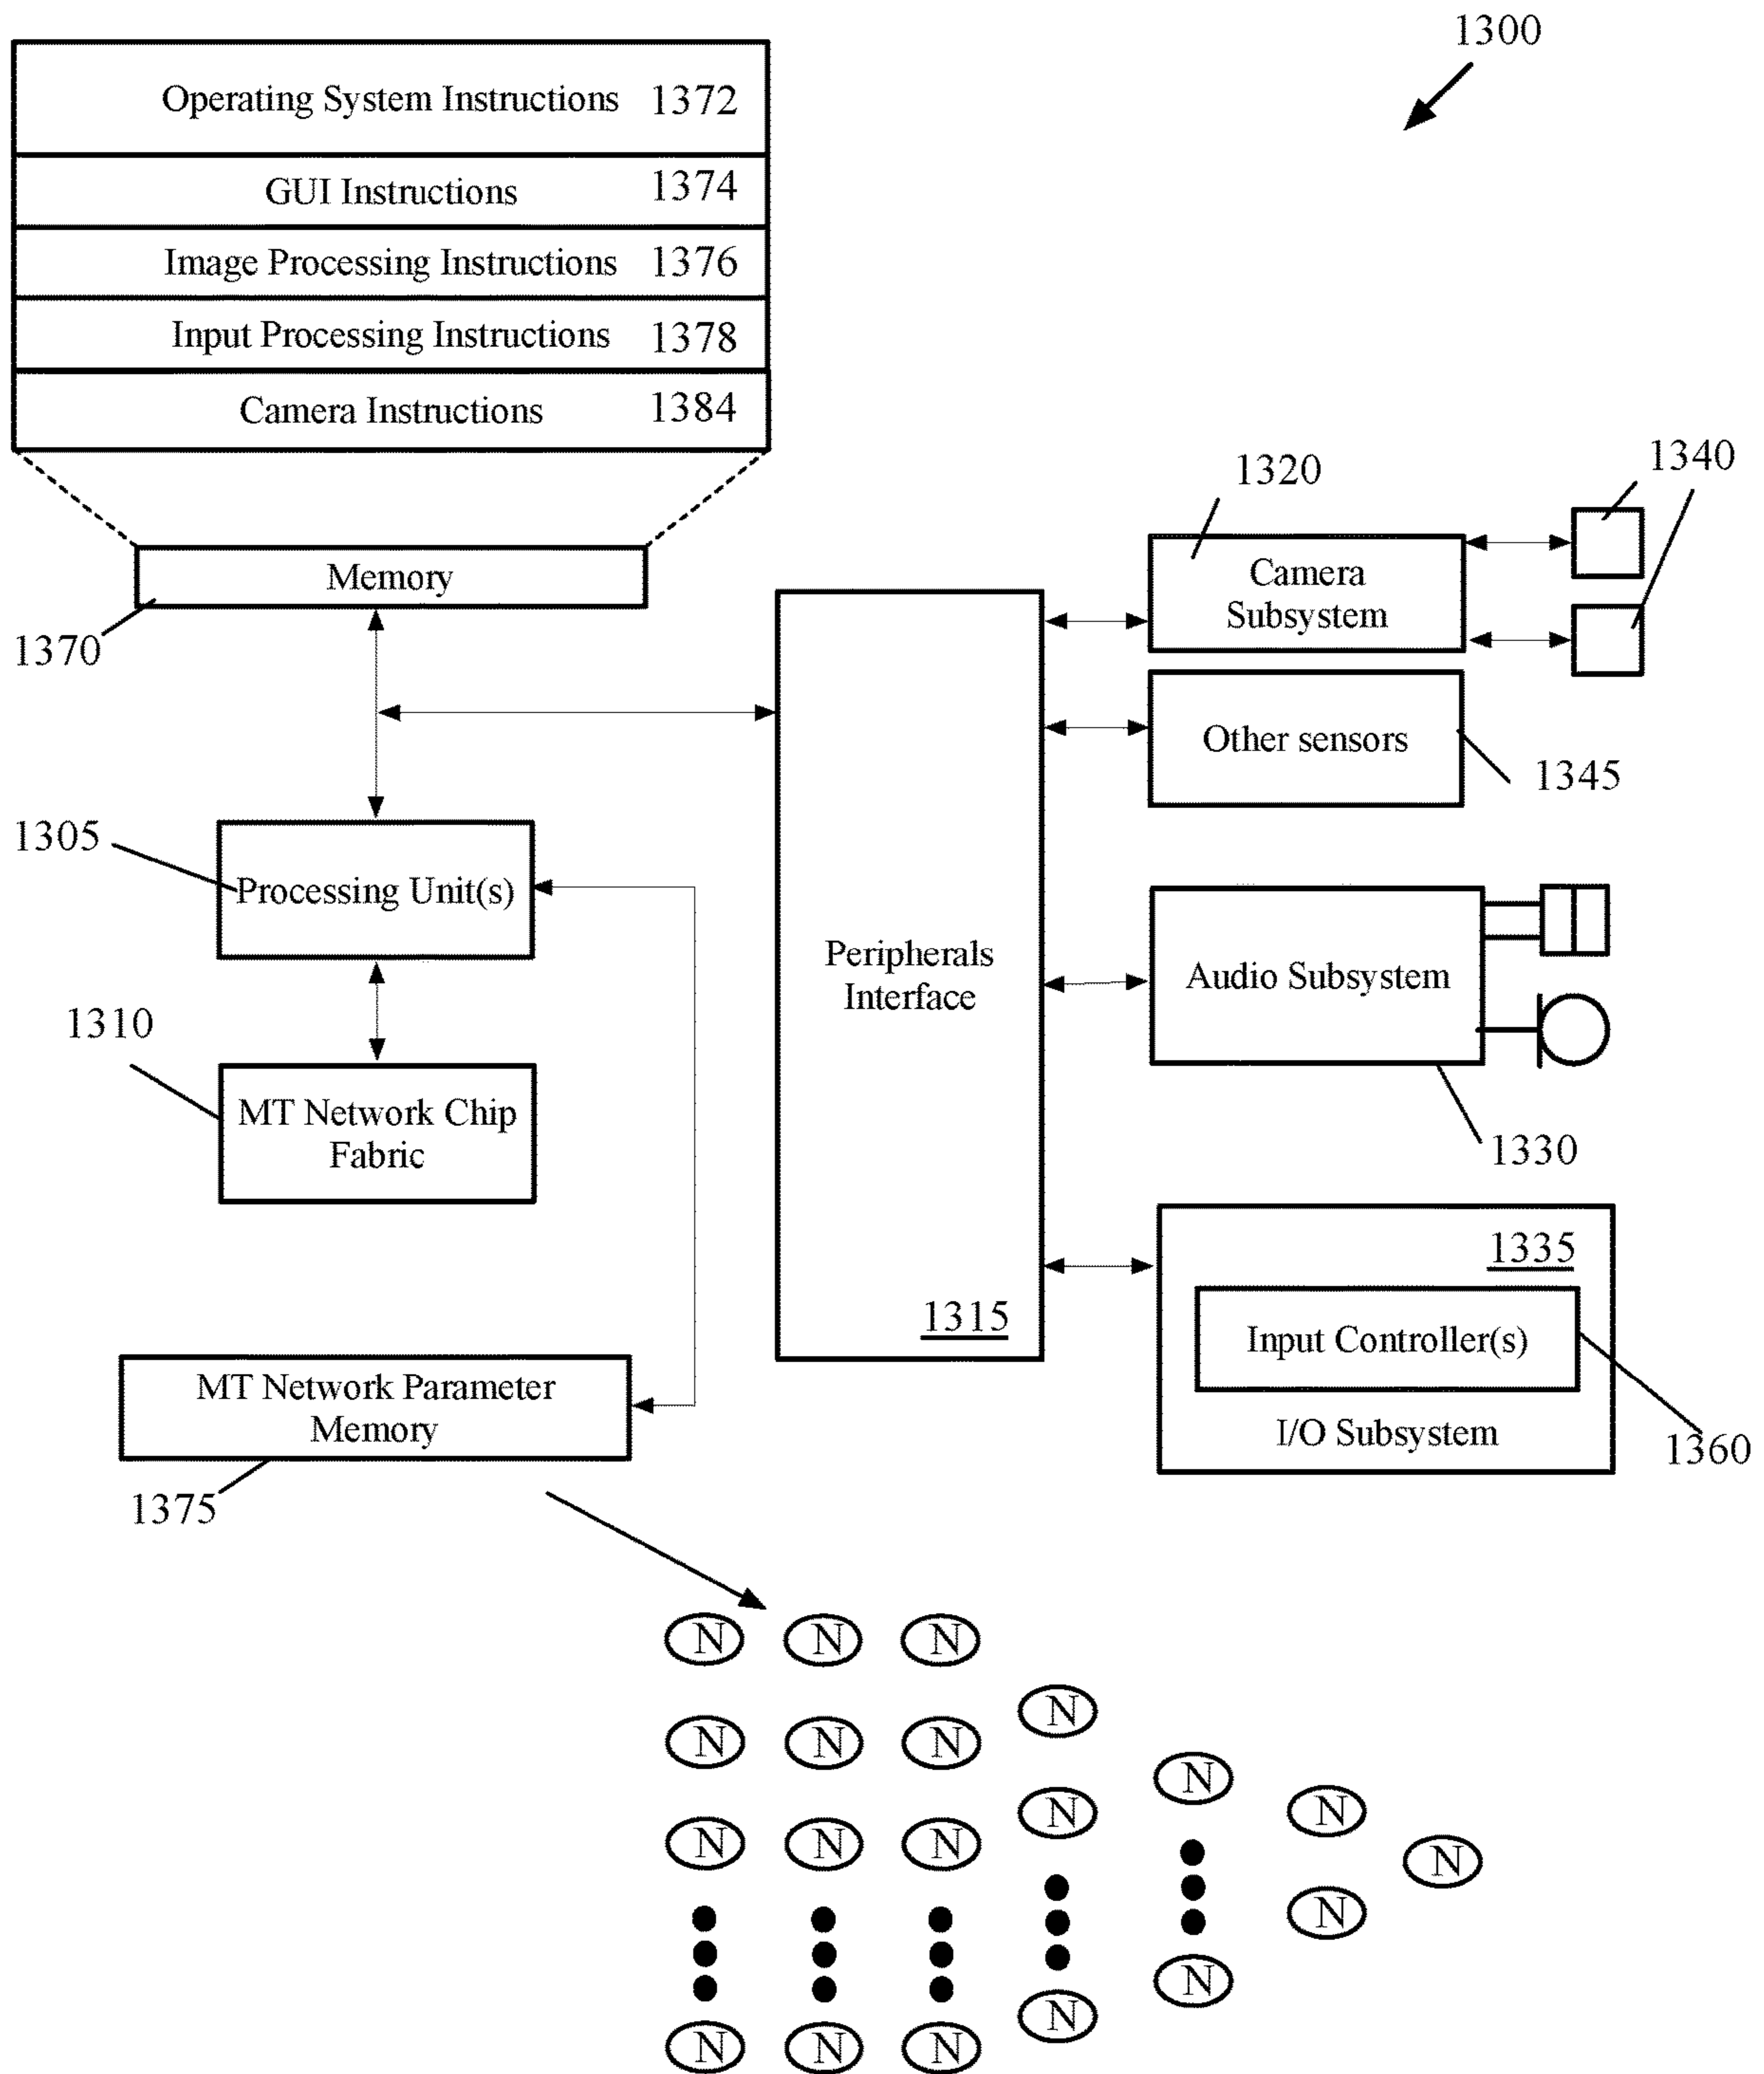 1300
Operating System Instructions 1372
GUI Instructions 1374
Image Processing Instructions 1376
Input Processing Instructions 1378
Camera Instructions 1384
Memory
1370
1320
1340
Camera
Subsystem
Other sensors
1345
1305
Processing Unit(s)
1310
MT Network Chip
Fabric
Peripherals
Interface
1315
Audio Subsystem
1330
1335
Input Controller(s)
I/O Subsystem
1360
MT Network Parameter
Memory
1375
N N N
N
N N N
N
N
N
N N N
N
N
N
N
N
N N N